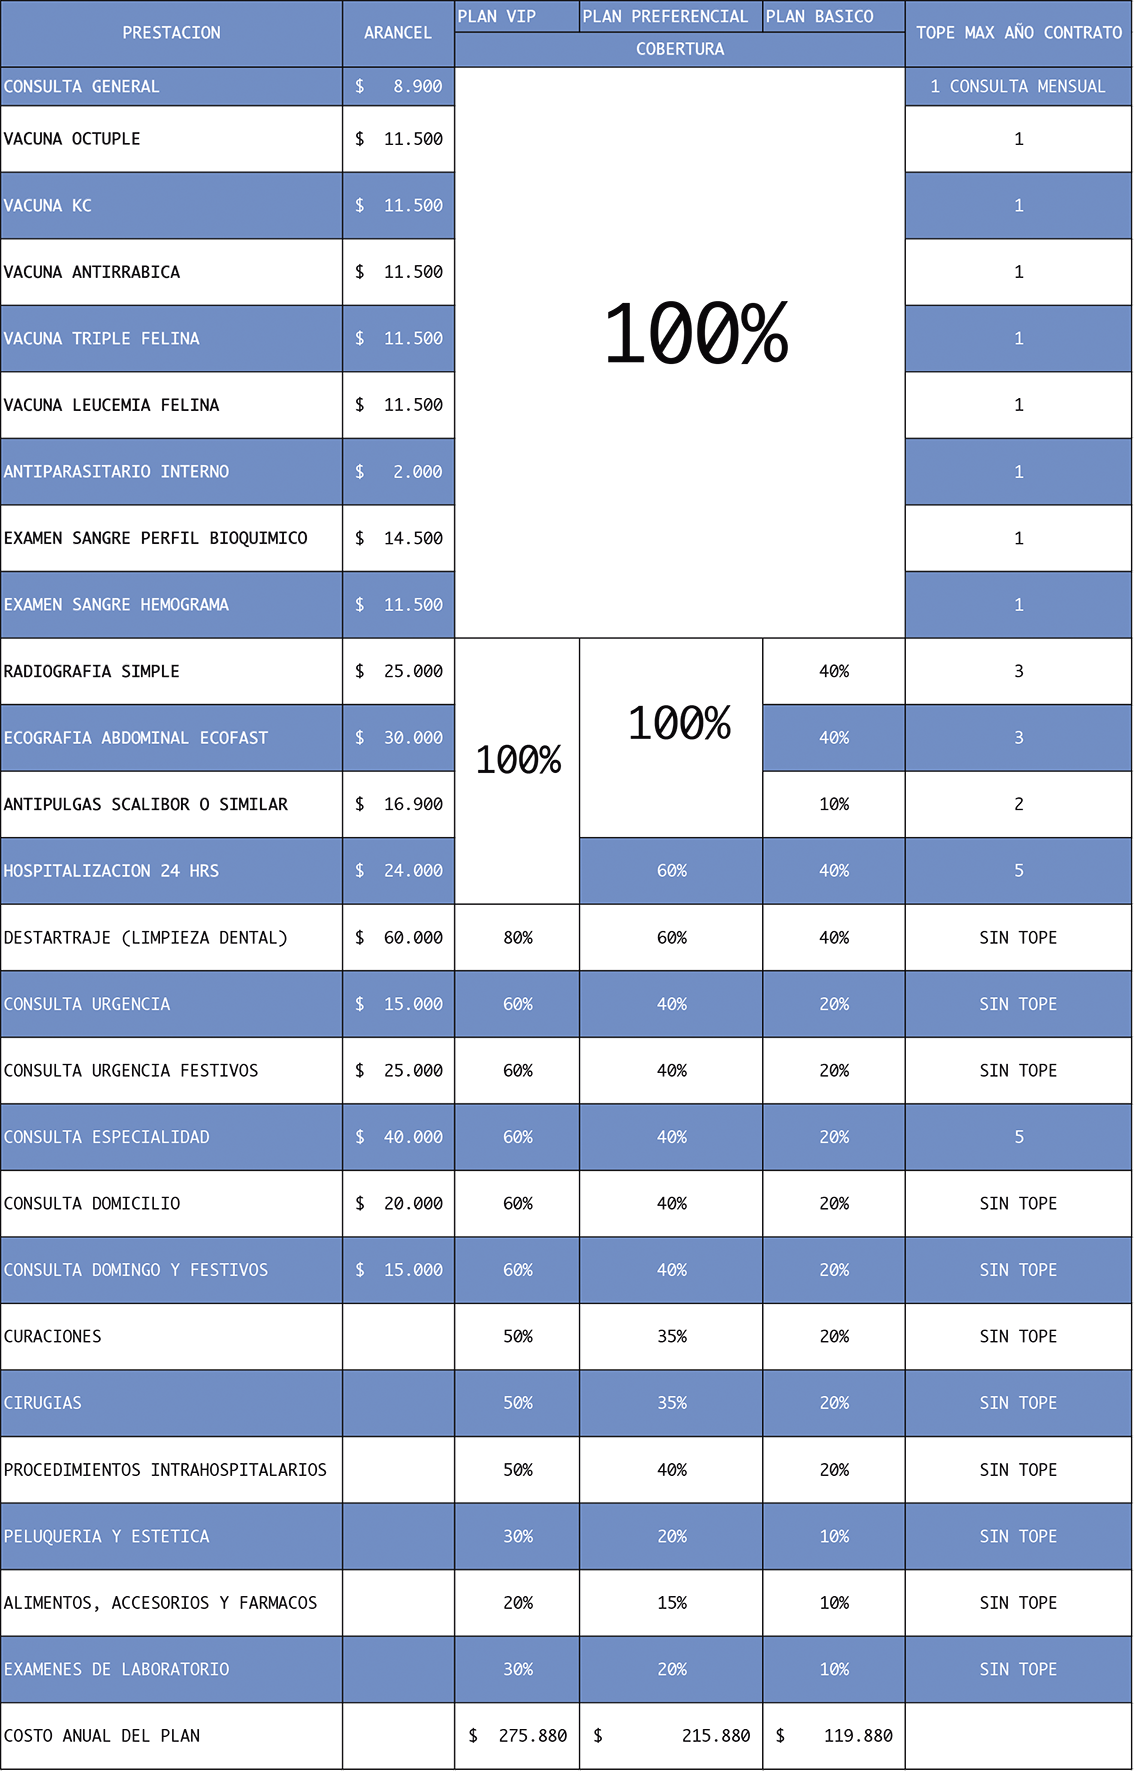 PRESTACION ARANCEL PLAN VIP PLAN PREFERENCIAL PLAN BASICO TOPE MAX AÑO CONTRATO
COBERTURA
CONSULTA GENERAL $ 8.900 1 CONSULTA MENSUAL
VACUNA OCTUPLE $ 11.500 1
VACUNA KC $ 11.500 1
VACUNA ANTIRRABICA $ 11.500 1
VACUNA TRIPLE FELINA $ 11.500 100% 1
VACUNA LEUCEMIA FELINA $ 11.500 1
ANTIPARASITARIO INTERNO $ 2.000 1
EXAMEN SANGRE PERFIL BIOQUIMICO $ 14.500 1
EXAMEN SANGRE HEMOGRAMA $ 11.500 1
RADIOGRAFIA SIMPLE $ 25.000 40% 3
ECOGRAFIA ABDOMINAL ECOFAST $ 30.000 100% 100% 40% 3
ANTIPULGAS SCALIBOR O SIMILAR $ 16.900 10% 2
HOSPITALIZACION 24 HRS $ 24.000 60% 40% 5
DESTARTRAJE (LIMPIEZA DENTAL) $ 60.000 80% 60% 40% SIN TOPE
CONSULTA URGENCIA $ 15.000 60% 40% 20% SIN TOPE
CONSULTA URGENCIA FESTIVOS $ 25.000 60% 40% 20% SIN TOPE
CONSULTA ESPECIALIDAD $ 40.000 60% 40% 20% 5
CONSULTA DOMICILIO $ 20.000 60% 40% 20% SIN TOPE
CONSULTA DOMINGO Y FESTIVOS $ 15.000 60% 40% 20% SIN TOPE
CURACIONES 50% 35% 20% SIN TOPE
CIRUGIAS 50% 35% 20% SIN TOPE
PROCEDIMIENTOS INTRAHOSPITALARIOS 50% 40% 20% SIN TOPE
PELUQUERIA Y ESTETICA 30% 20% 10% SIN TOPE
ALIMENTOS, ACCESORIOS Y FARMACOS 20% 15% 10% SIN TOPE
EXAMENES DE LABORATORIO 30% 20% 10% SIN TOPE
COSTO ANUAL DEL PLAN $ 275.880 $ 215.880 $ 119.880